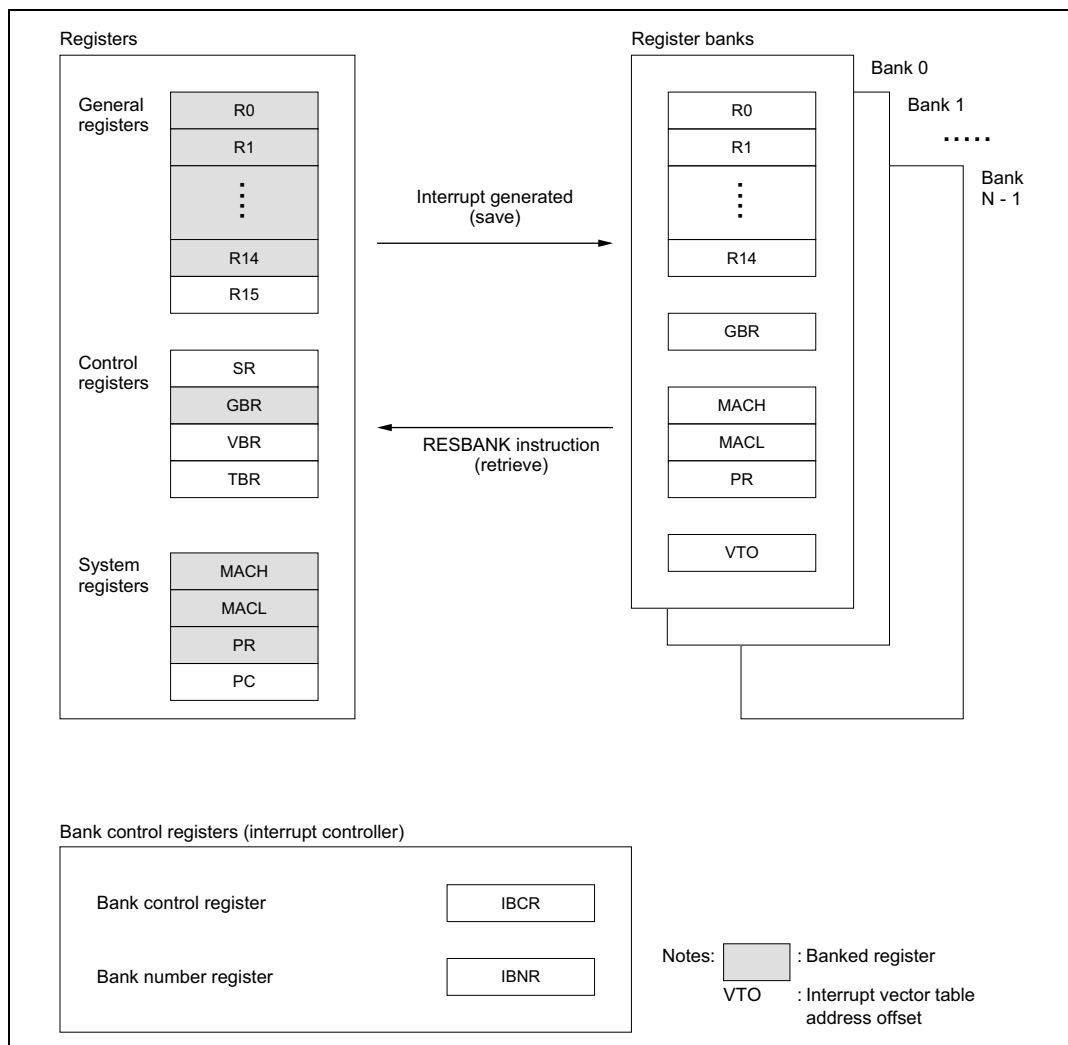 Registers
General
registers
R0
R1
R14
R15
Control
registers
SR
GBR
VBR
TBR
System
registers
MACH
MACL
PR
PC
Interrupt generated
(save)
RESBANK instruction
(retrieve)
Register banks
Bank 0
Bank 1
.....
Bank
N - 1
R0
R1
R14
GBR
MACH
MACL
PR
VTO
Bank control registers (interrupt controller)
Bank control register
IBCR
Bank number register
IBNR
Notes:
: Banked register
VTO : Interrupt vector table
address offset